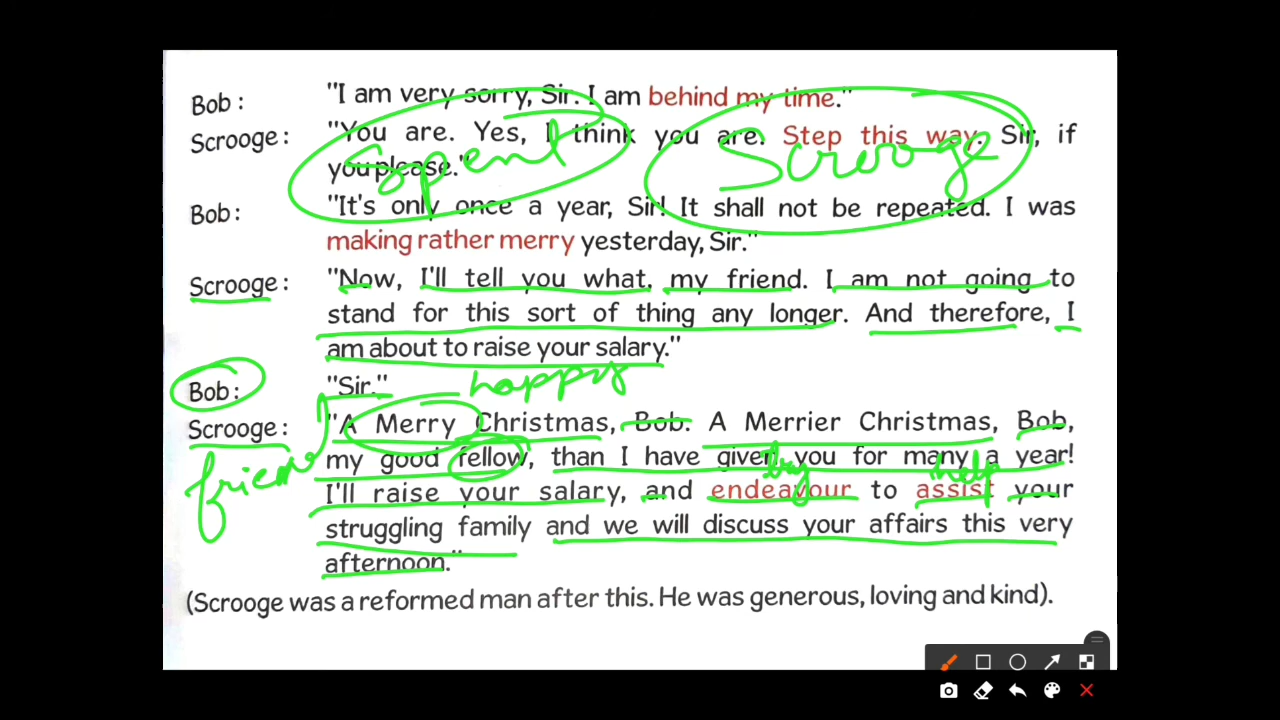 Bob : "I am very sorry, Sir. I am behind my time."
Scrooge : "You are. Yes, I think you are. Step this way. Sir, if
you please."
Spent Scrooge
Bob : "It's only once a year, Sir! It shall not be repeated. I was
making rather merry yesterday, Sir."
Scrooge : "Now, I'll tell you what, my friend. I am not going to
stand for this sort of thing any longer. And therefore, I
am about to raise your salary."
Bob : "Sir." happy
Scrooge : "A Merry Christmas, Bob. A Merrier Christmas, Bob,
friend my good fellow, than I have given you for many a year!
try help
I'll raise your salary, and endeavour to assist your
struggling family and we will discuss your affairs this very
afternoon."
(Scrooge was a reformed man after this. He was generous, loving and kind).